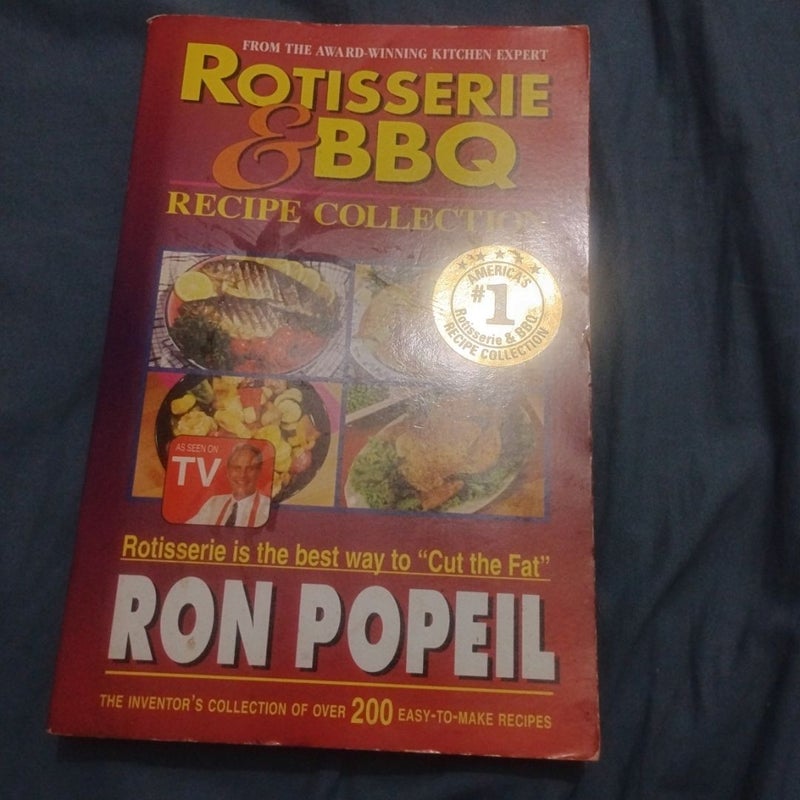 FROM THE AWARD-WINNING KITCHEN EXPERT
ROTISSERIE
& BBQ
RECIPE COLLECTION
AMERICA'S
#1
Rotisserie & BBQ
RECIPE COLLECTION
AS SEEN ON
TV
Rotisserie is the best way to "Cut the Fat"
RON POPEIL
THE INVENTOR'S COLLECTION OF OVER 200 EASY-TO-MAKE RECIPES